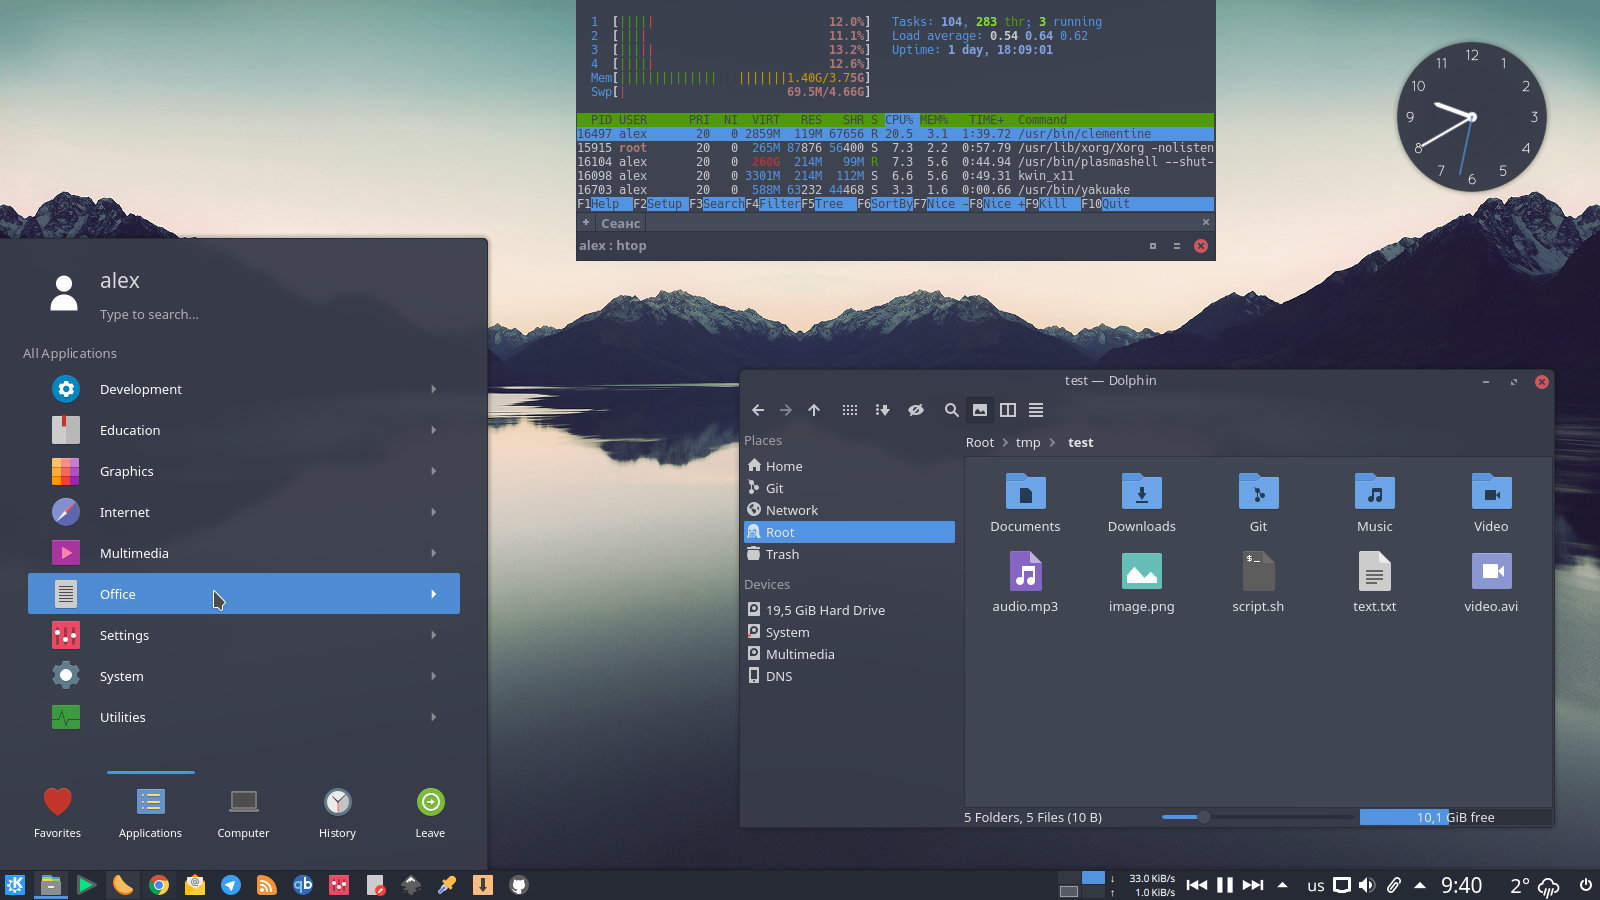 1 [||||| 12.0%]
2 [|||| 11.1%]
3 [||||| 13.2%]
4 [||||| 12.6%]
Mem[||||||||||||||||||||| 1.40G/3.75G]
Swp[| 69.5M/4.66G]
Tasks: 104, 283 thr; 3 running
Load average: 0.54 0.64 0.62
Uptime: 1 day, 18:09:01
PID USER PRI NI VIRT RES SHR S CPU% MEM% TIME+ Command
16497 alex 20 0 2859M 119M 67656 R 20.5 3.1 1:39.72 /usr/bin/clementine
15915 root 20 0 265M 87876 56400 S 7.3 2.2 0:57.79 /usr/lib/xorg/Xorg -nolisten
16104 alex 20 0 260G 214M 99M R 7.3 5.6 0:44.94 /usr/bin/plasmashell --shut-
16098 alex 20 0 3301M 214M 112M S 6.6 5.6 0:49.31 kwin_x11
16703 alex 20 0 588M 63232 44468 S 3.3 1.6 0:00.66 /usr/bin/yakuake
F1Help F2Setup F3SearchF4FilterF5Tree F6SortByF7Nice -F8Nice +F9Kill F10Quit
+ Сеанс
alex : htop
12
1
2
3
4
5
6
7
8
9
10
11
alex
Type to search...
All Applications
Development
Education
Graphics
Internet
Multimedia
Office
Settings
System
Utilities
Favorites
Applications
Computer
History
Leave
test — Dolphin
Places
Home
Git
Network
Root
Trash
Devices
19,5 GiB Hard Drive
System
Multimedia
DNS
Root > tmp > test
Documents
Downloads
Git
Music
Video
audio.mp3
image.png
script.sh
text.txt
video.avi
5 Folders, 5 Files (10 B)
10,1 GiB free
qb
↓ 33.0 KiB/s
↑ 1.0 KiB/s
us
9:40
2°